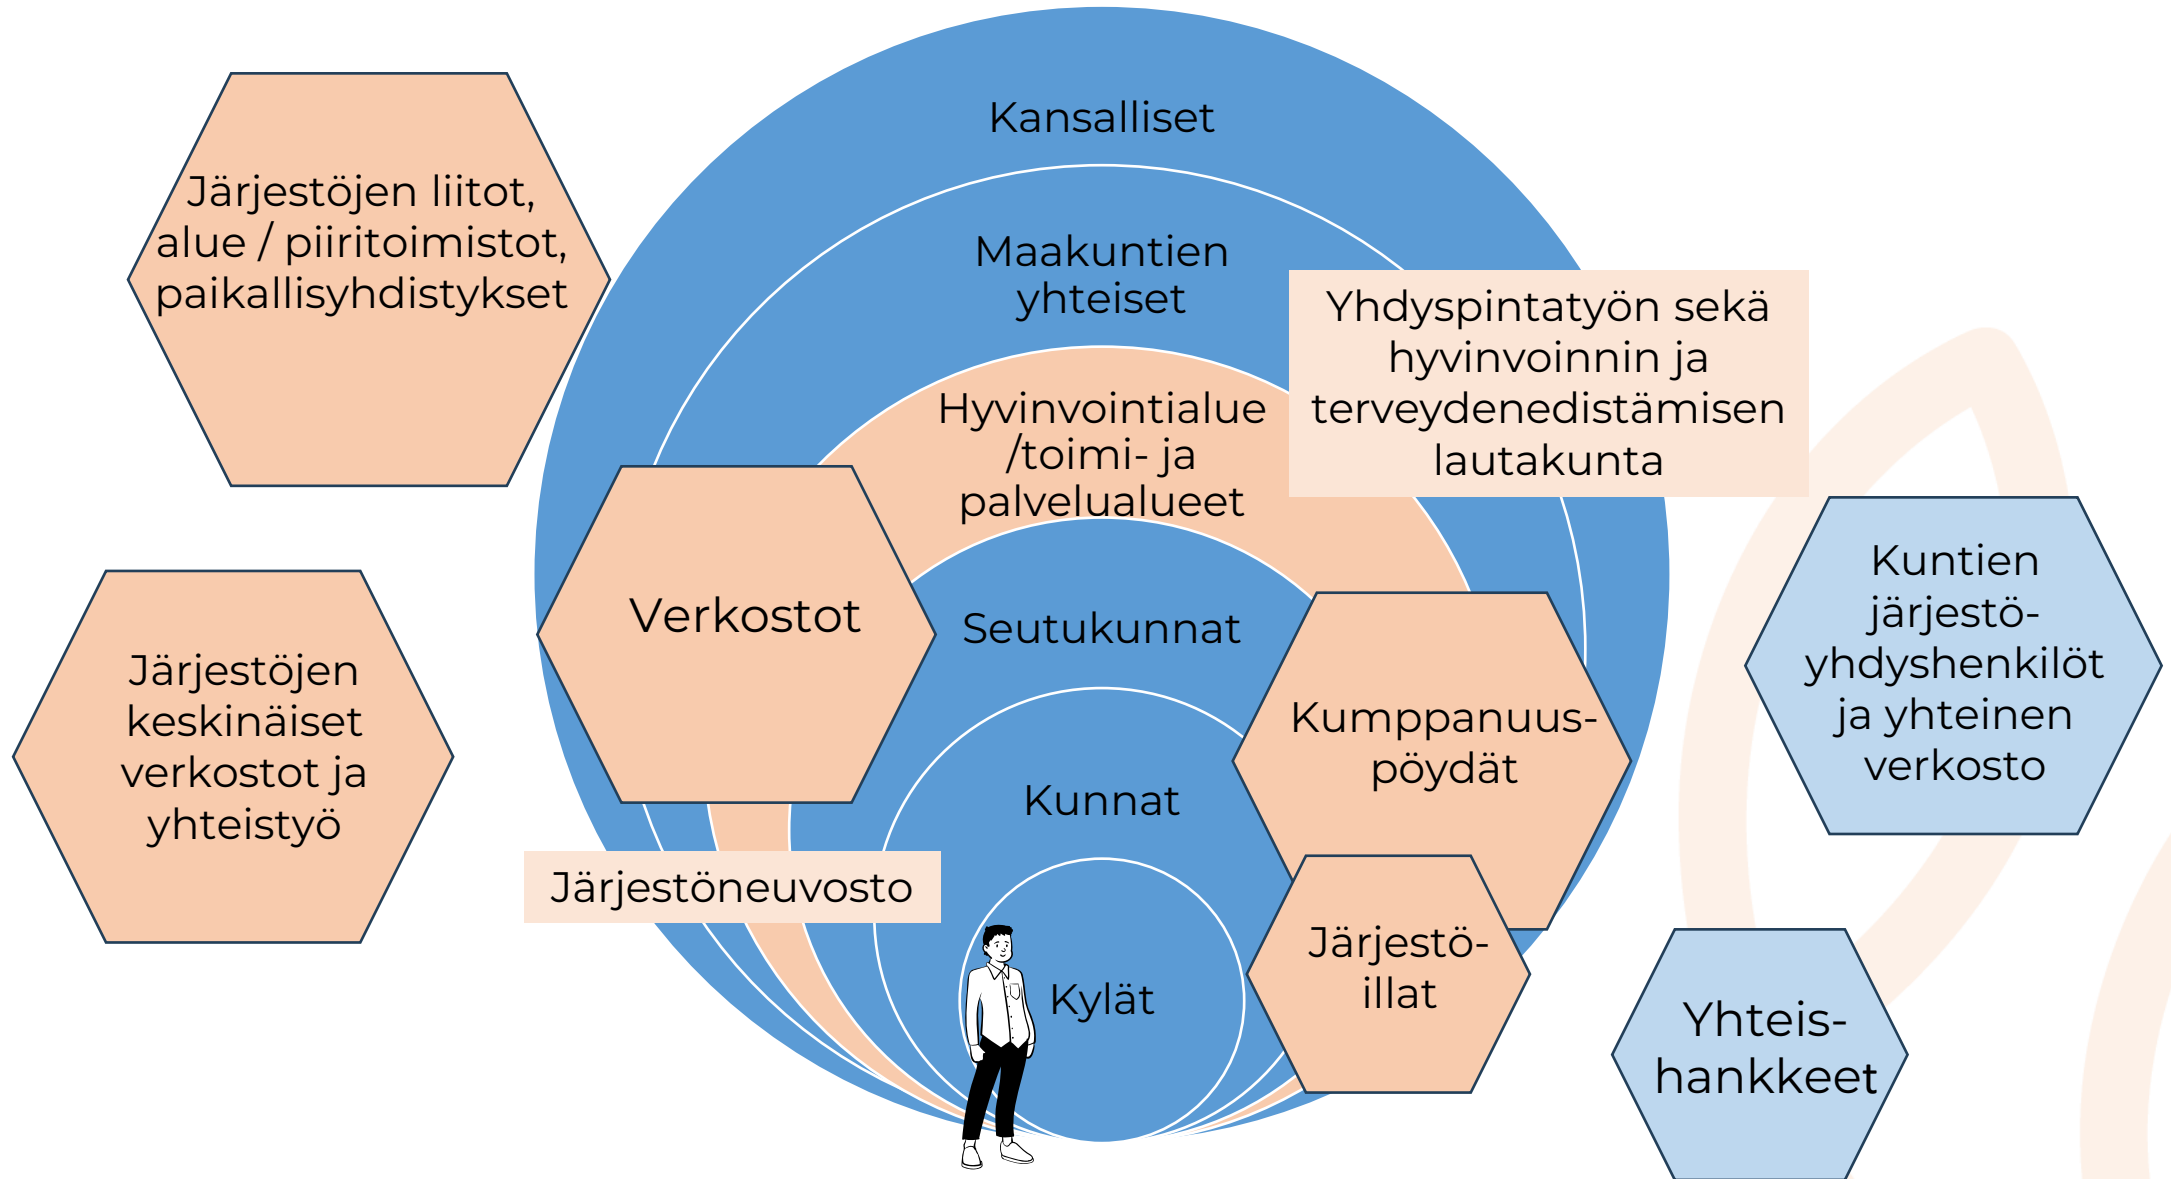 Kansalliset
Järjestöjen liitot,
alue / piiritoimistot,
paikallisyhdistykset
Maakuntien
yhteiset
Yhdyspintatyön sekä
hyvinvoinnin ja
terveydenedistämisen
lautakunta
Hyvinvointialue
/toimi- ja
palvelualueet
Verkostot
Seutukunnat
Kuntien
järjestö-
yhdyshenkilöt
ja yhteinen
verkosto
Järjestöjen
keskinäiset
verkostot ja
yhteistyö
Kumppanuus-
pöydät
Kunnat
Järjestöneuvosto
Järjestö-
illat
Kylät
Yhteis-
hankkeet